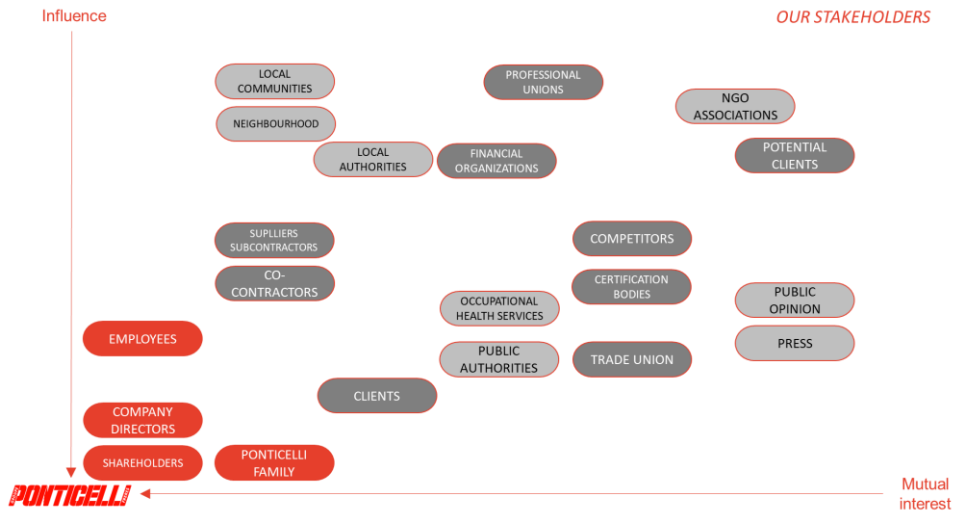 Influence
OUR STAKEHOLDERS
LOCAL
COMMUNITIES
PROFESSIONAL
UNIONS
NGO
ASSOCIATIONS
NEIGHBOURHOOD
LOCAL
AUTHORITIES
FINANCIAL
ORGANIZATIONS
POTENTIAL
CLIENTS
SUPLLIERS
SUBCONTRACTORS
COMPETITORS
CO-
CONTRACTORS
CERTIFICATION
BODIES
OCCUPATIONAL
HEALTH SERVICES
PUBLIC
OPINION
EMPLOYEES
PUBLIC
AUTHORITIES
TRADE UNION
PRESS
CLIENTS
COMPANY
DIRECTORS
SHAREHOLDERS
PONTICELLI
FAMILY
PONTICELLI
Mutual
interest